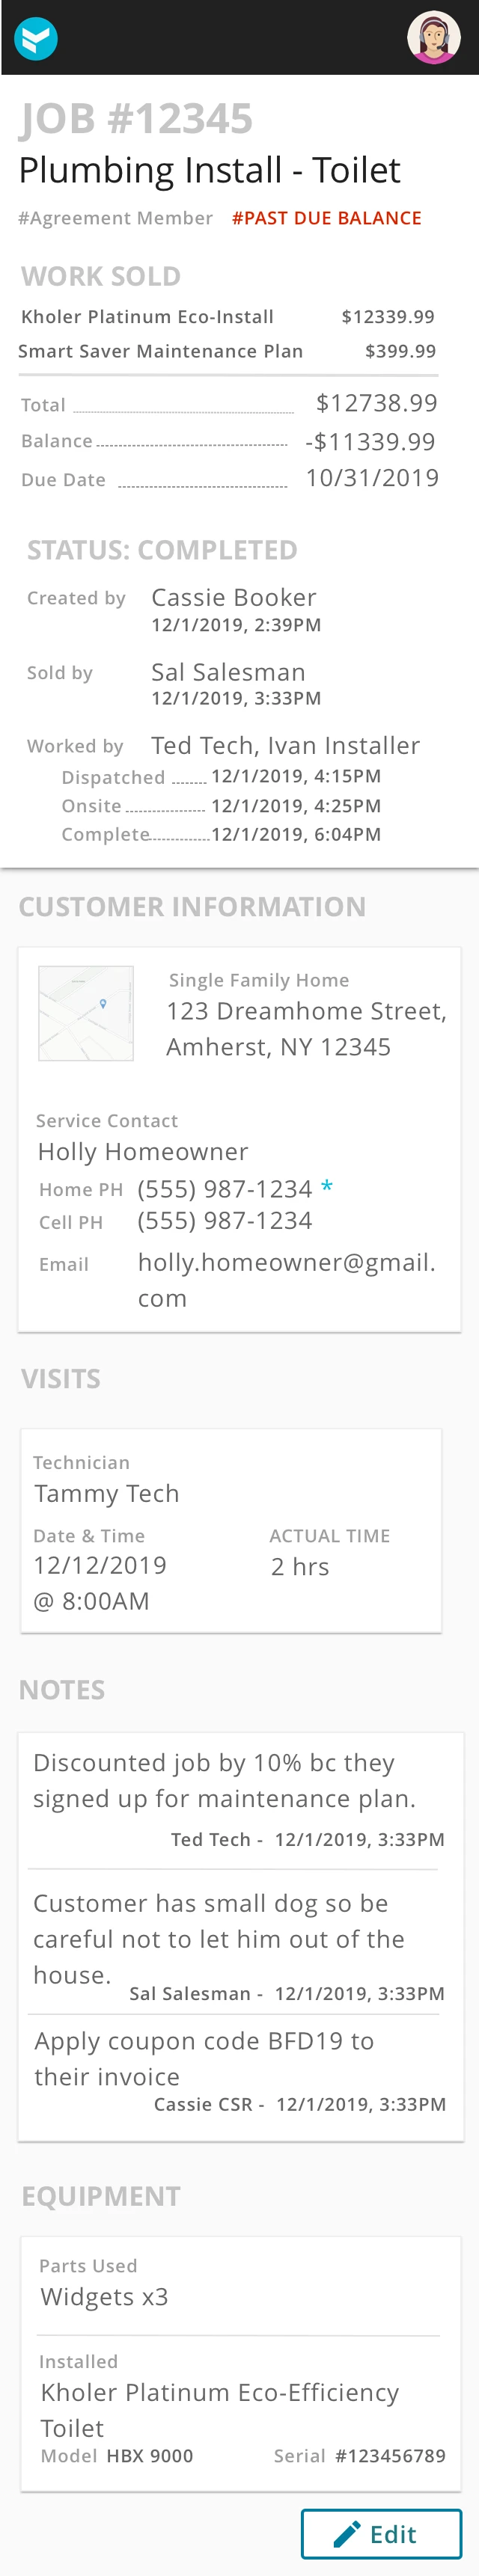 JOB #12345
Plumbing Install - Toilet
#Agreement Member #PAST DUE BALANCE
WORK SOLD
Kholer Platinum Eco-Install $12339.99
Smart Saver Maintenance Plan $399.99
Total $12738.99
Balance -$11339.99
Due Date 10/31/2019
STATUS: COMPLETED
Created by Cassie Booker
12/1/2019, 2:39PM
Sold by Sal Salesman
12/1/2019, 3:33PM
Worked by Ted Tech, Ivan Installer
Dispatched 12/1/2019, 4:15PM
Onsite 12/1/2019, 4:25PM
Complete 12/1/2019, 6:04PM
CUSTOMER INFORMATION
Single Family Home
123 Dreamhome Street,
Amherst, NY 12345
Service Contact
Holly Homeowner
Home PH (555) 987-1234 *
Cell PH (555) 987-1234
Email holly.homeowner@gmail.
com
VISITS
Technician
Tammy Tech
Date & Time ACTUAL TIME
12/12/2019 2 hrs
@ 8:00AM
NOTES
Discounted job by 10% bc they
signed up for maintenance plan.
Ted Tech - 12/1/2019, 3:33PM
Customer has small dog so be
careful not to let him out of the
house.
Sal Salesman - 12/1/2019, 3:33PM
Apply coupon code BFD19 to
their invoice
Cassie CSR - 12/1/2019, 3:33PM
EQUIPMENT
Parts Used
Widgets x3
Installed
Kholer Platinum Eco-Efficiency
Toilet
Model HBX 9000 Serial #123456789
Edit